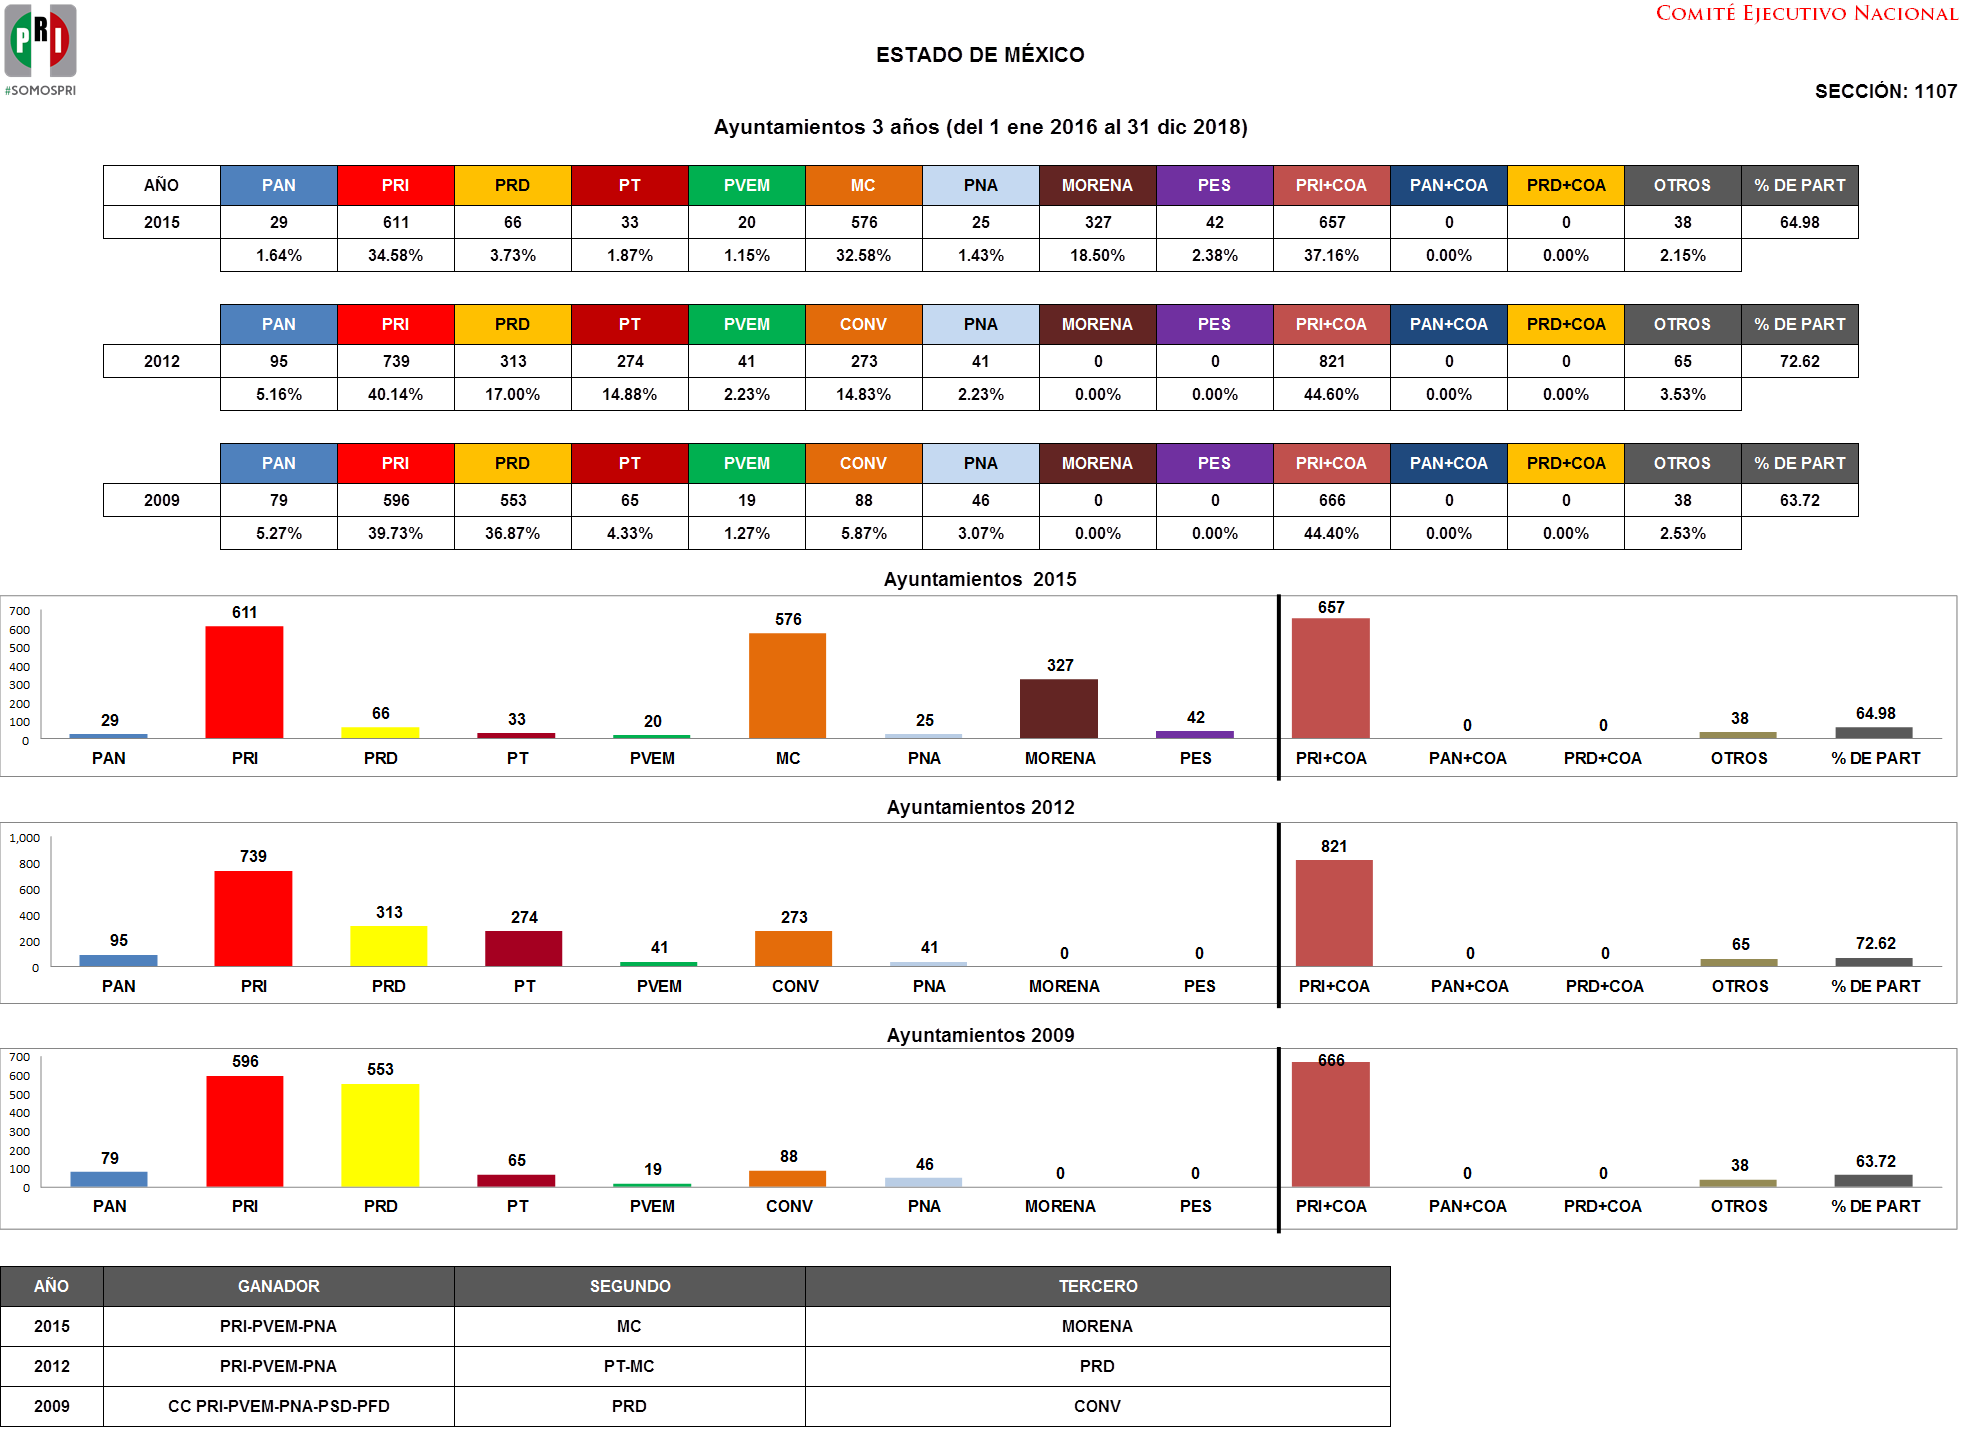 PRI
#SOMOSPRI
COMITÉ EJECUTIVO NACIONAL
ESTADO DE MÉXICO
SECCIÓN: 1107
Ayuntamientos 3 años (del 1 ene 2016 al 31 dic 2018)
AÑO PAN PRI PRD PT PVEM MC PNA MORENA PES PRI+COA PAN+COA PRD+COA OTROS % DE PART
2015 29 611 66 33 20 576 25 327 42 657 0 0 38 64.98
1.64% 34.58% 3.73% 1.87% 1.15% 32.58% 1.43% 18.50% 2.38% 37.16% 0.00% 0.00% 2.15%
PAN PRI PRD PT PVEM CONV PNA MORENA PES PRI+COA PAN+COA PRD+COA OTROS % DE PART
2012 95 739 313 274 41 273 41 0 0 821 0 0 65 72.62
5.16% 40.14% 17.00% 14.88% 2.23% 14.83% 2.23% 0.00% 0.00% 44.60% 0.00% 0.00% 3.53%
PAN PRI PRD PT PVEM CONV PNA MORENA PES PRI+COA PAN+COA PRD+COA OTROS % DE PART
2009 79 596 553 65 19 88 46 0 0 666 0 0 38 63.72
5.27% 39.73% 36.87% 4.33% 1.27% 5.87% 3.07% 0.00% 0.00% 44.40% 0.00% 0.00% 2.53%
Ayuntamientos 2015
700
600
500
400
300
200
100
0
29 611 66 33 20 576 25 327 42 657 0 0 38 64.98
PAN PRI PRD PT PVEM MC PNA MORENA PES PRI+COA PAN+COA PRD+COA OTROS % DE PART
Ayuntamientos 2012
1,000
800
600
400
200
0
95 739 313 274 41 273 41 0 0 821 0 0 65 72.62
PAN PRI PRD PT PVEM CONV PNA MORENA PES PRI+COA PAN+COA PRD+COA OTROS % DE PART
Ayuntamientos 2009
700
600
500
400
300
200
100
0
79 596 553 65 19 88 46 0 0 666 0 0 38 63.72
PAN PRI PRD PT PVEM CONV PNA MORENA PES PRI+COA PAN+COA PRD+COA OTROS % DE PART
AÑO GANADOR SEGUNDO TERCERO
2015 PRI-PVEM-PNA MC MORENA
2012 PRI-PVEM-PNA PT-MC PRD
2009 CC PRI-PVEM-PNA-PSD-PFD PRD CONV